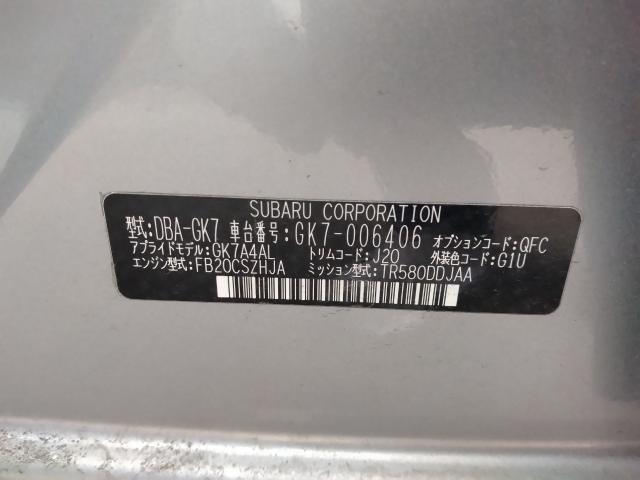 SUBARU CORPORATION
型式:DBA-GK7 車台番号:GK7-006406 オプションコード:QFC
アプライドモデル:GK7A4AL トリムコード:J20 外装色コード:G1U
エンジン型式:FB20CSZHJA ミッション型式:TR580DDJAA